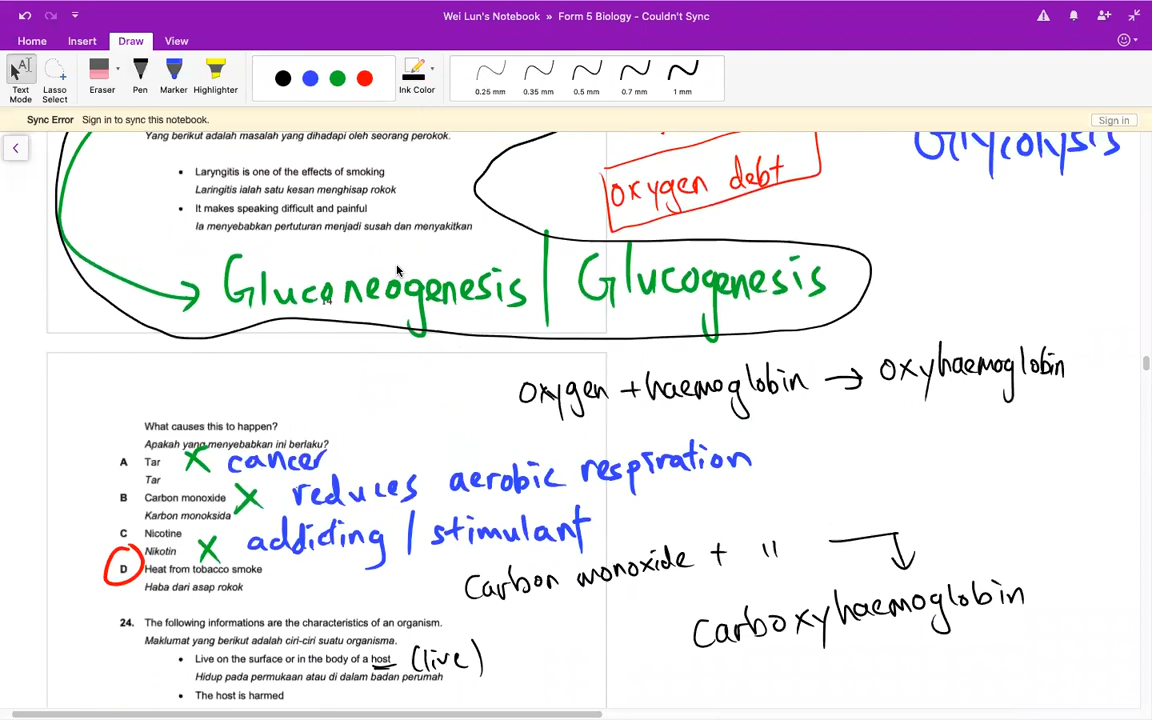 Wei Lun's Notebook » Form 5 Biology - Couldn't Sync
Home Insert Draw View
Text Mode Lasso Select Eraser Pen Marker Highlighter Ink Color 0.25 mm 0.35 mm 0.5 mm 0.7 mm 1 mm
Sync Error Sign in to sync this notebook. Sign in
Yang berikut adalah masalah yang dihadapi oleh seorang perokok.
Glycolysis
oxygen debt
• Laryngitis is one of the effects of smoking
Laringitis ialah satu kesan menghisap rokok
• It makes speaking difficult and painful
Ia menyebabkan pertuturan menjadi susah dan menyakitkan
Gluconeogenesis | Glucogenesis
14
oxygen + haemoglobin → oxyhaemoglobin
What causes this to happen?
Apakah yang menyebabkan ini berlaku?
A Tar X cancer
Tar
B Carbon monoxide X reduces aerobic respiration
Karbon monoksida
C Nicotine X addicting / stimulant
Nikotin
D Heat from tobacco smoke
Haba dari asap rokok
Carbon monoxide + " → carboxyhaemoglobin
24. The following informations are the characteristics of an organism.
Maklumat yang berikut adalah ciri-ciri suatu organisma.
• Live on the surface or in the body of a host (live)
Hidup pada permukaan atau di dalam badan perumah
• The host is harmed